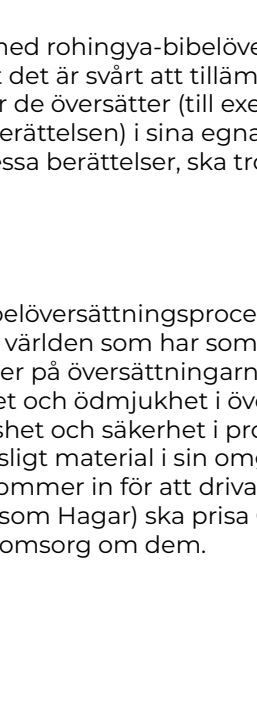 med rohingya-bibelöve
t det är svårt att tilläm
r de översätter (till exe
erättelsen) i sina egna
essa berättelser, ska tro
belöversättningsproce
världen som har som
er på översättningarn
et och ödmjukhet i öv
shet och säkerhet i pro
sligt material i sin omg
ommer in för att driva
som Hagar) ska prisa
omsorg om dem.